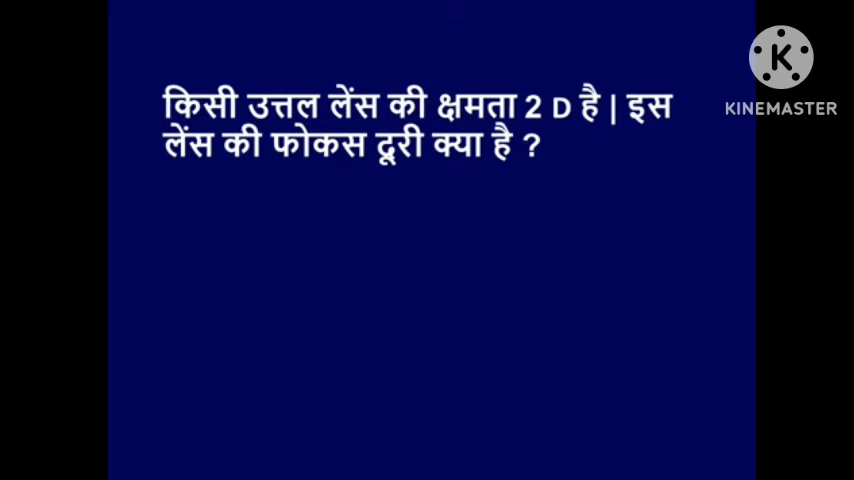 किसी उत्तल लेंस की क्षमता 2 D है | इस
लेंस की फोकस दूरी क्या है ?
K
KINEMASTER